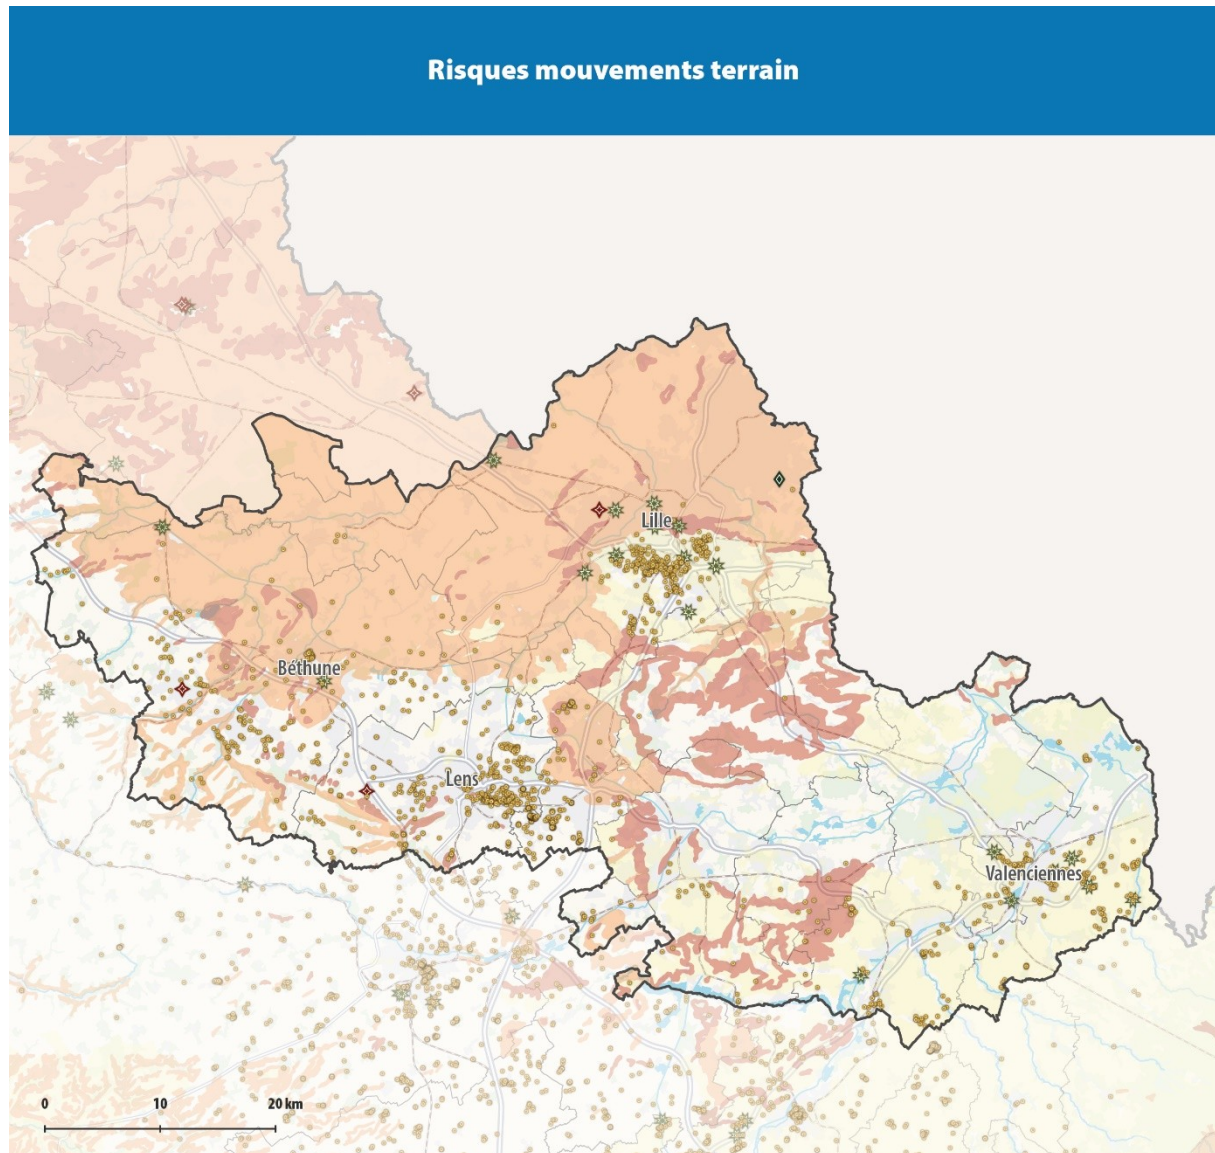 Risques mouvements terrain
Lille
Béthune
Lens
Valenciennes
0 10 20 km